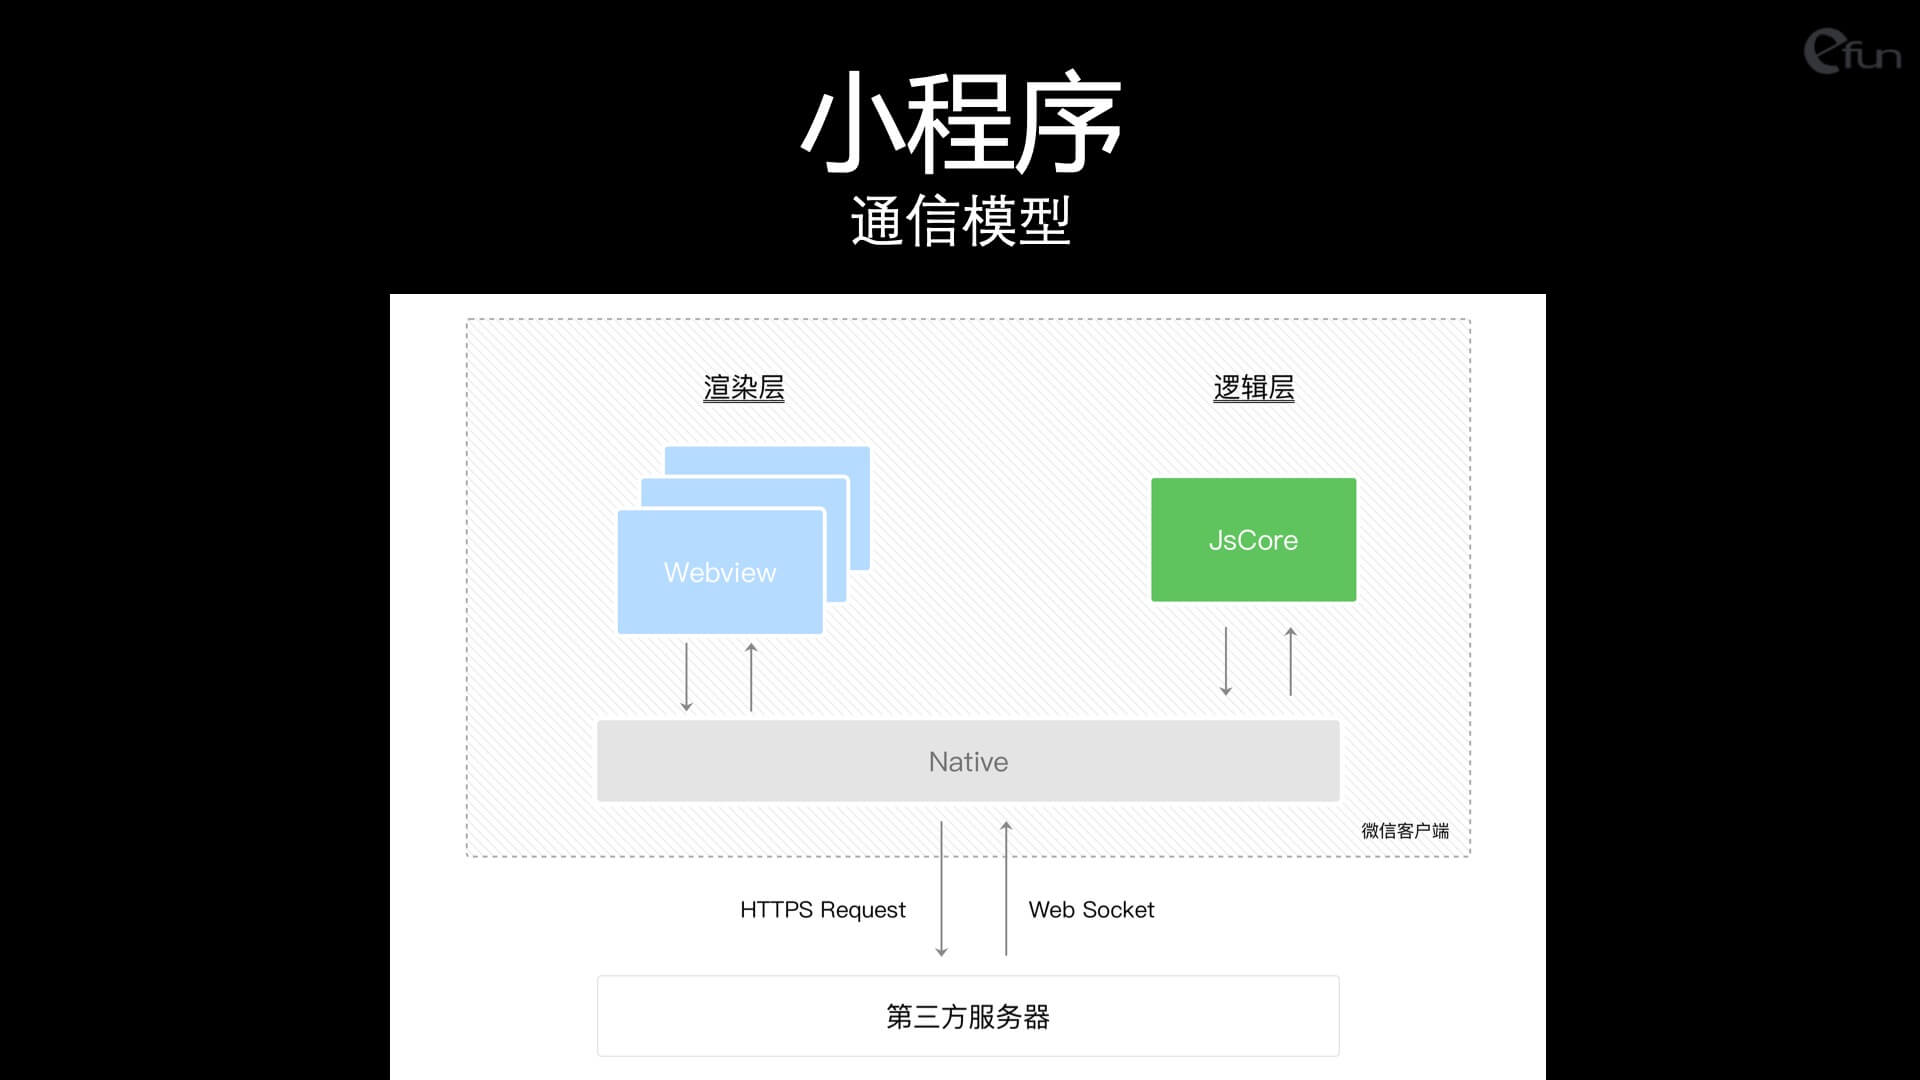 efun
小程序
通信模型
渲染层
逻辑层
Webview
JsCore
Native
微信客户端
HTTPS Request
Web Socket
第三方服务器